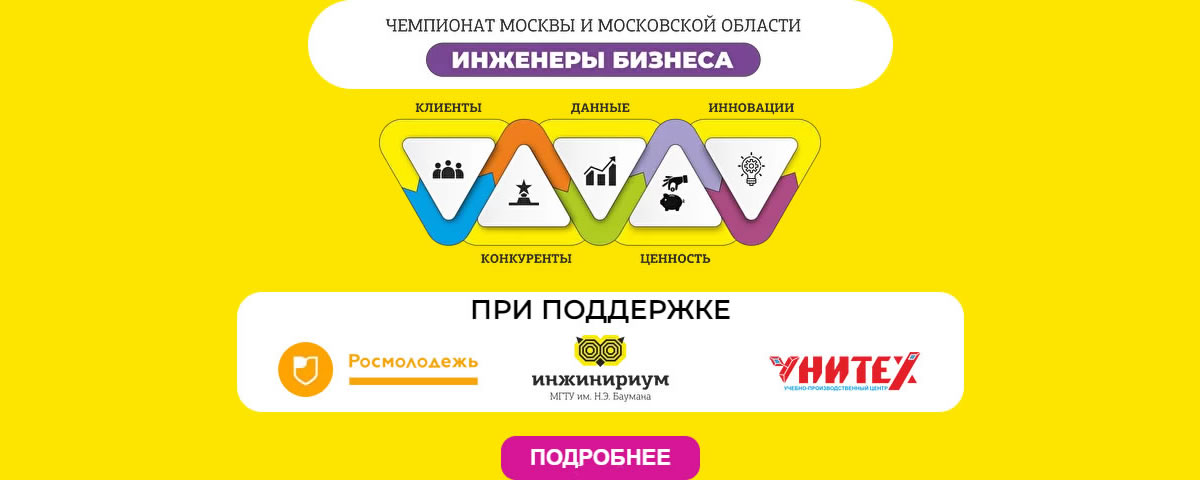 ЧЕМПИОНАТ МОСКВЫ И МОСКОВСКОЙ ОБЛАСТИ
ИНЖЕНЕРЫ БИЗНЕСА
КЛИЕНТЫ ДАННЫЕ ИННОВАЦИИ
КОНКУРЕНТЫ ЦЕННОСТЬ
ПРИ ПОДДЕРЖКЕ
Росмолодежь
инжинириум
МГТУ им. Н.Э. Баумана
УНИТЕХ
УЧЕБНО-ПРОИЗВОДСТВЕННЫЙ ЦЕНТР
ПОДРОБНЕЕ